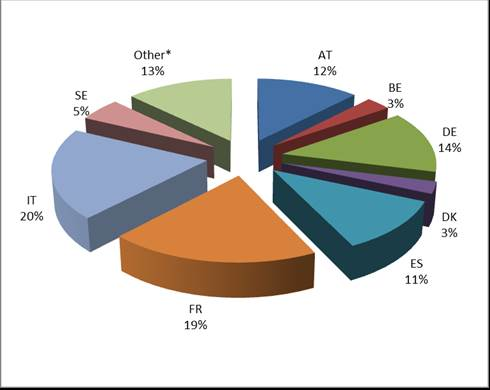 AT
12%
BE
3%
DE
14%
DK
3%
ES
11%
FR
19%
IT
20%
SE
5%
Other*
13%